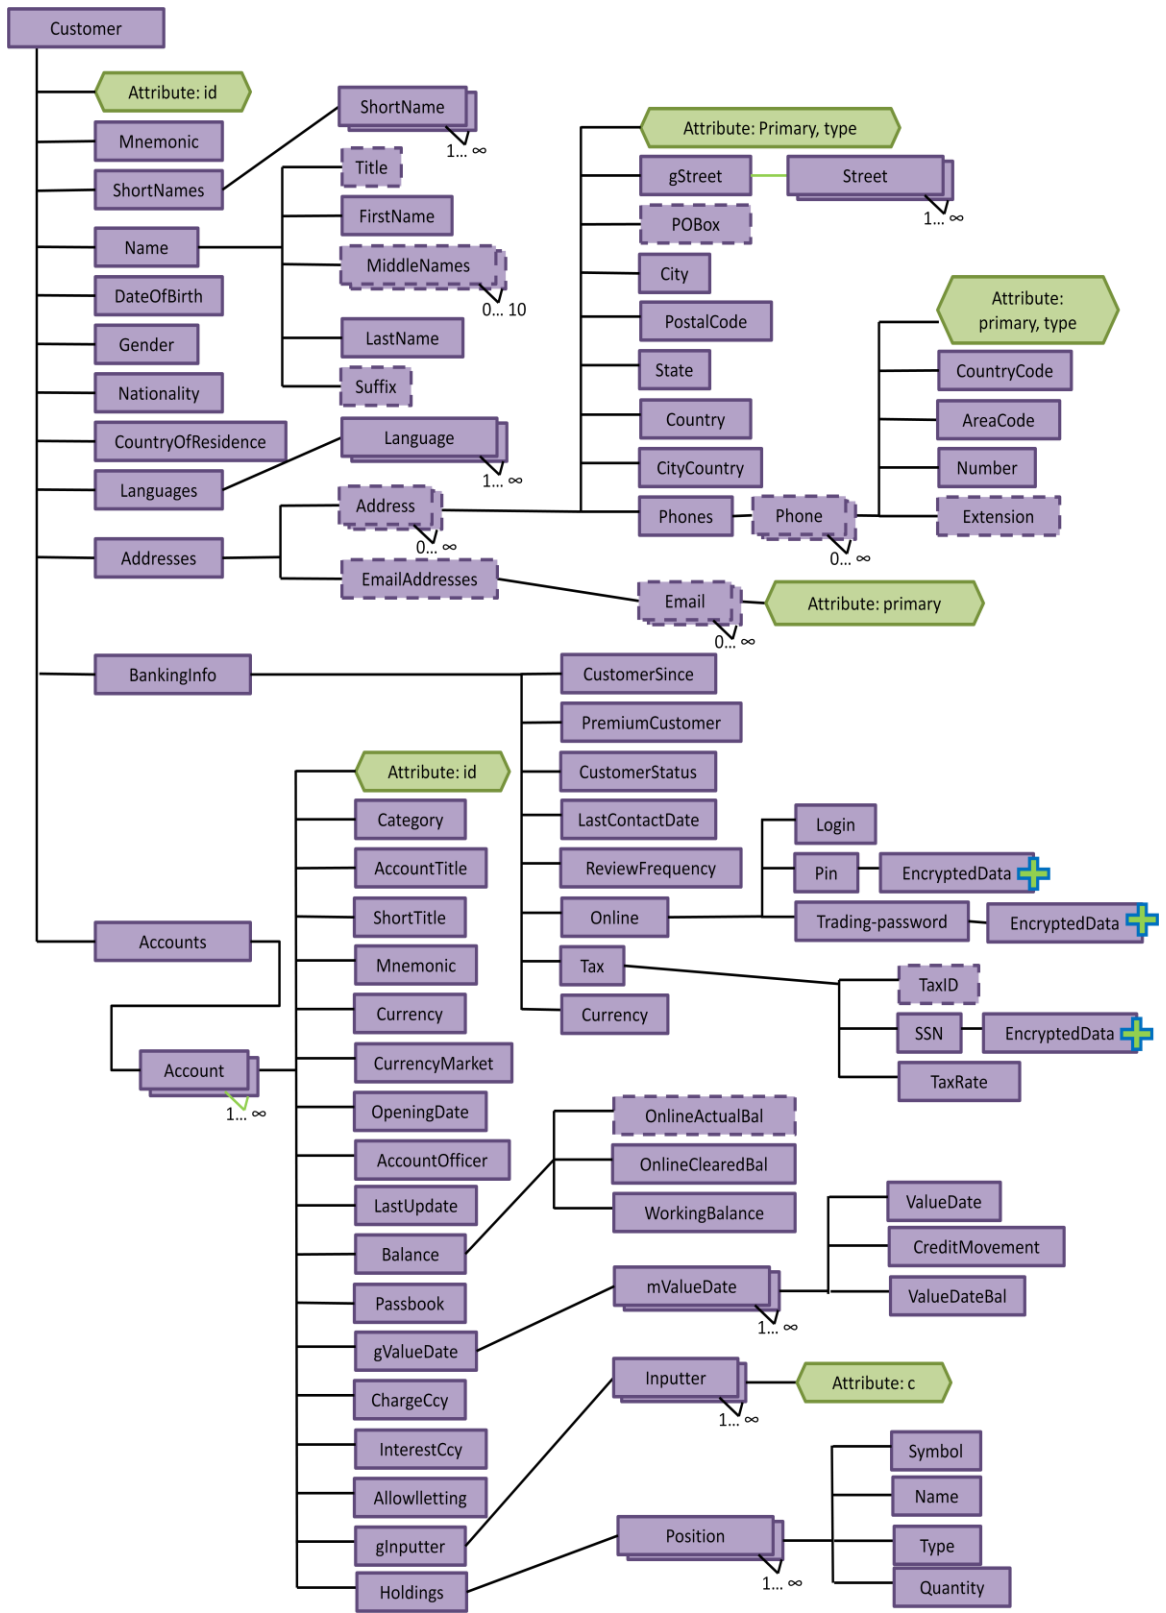 Customer
Attribute: id
Mnemonic
ShortNames
ShortName
1... ∞
Name
Title
FirstName
MiddleNames
0... 10
LastName
Suffix
DateOfBirth
Gender
Nationality
CountryOfResidence
Languages
Language
1... ∞
Addresses
Address
0... ∞
Attribute: Primary, type
gStreet
Street
1... ∞
POBox
City
PostalCode
State
Country
CityCountry
Phones
Phone
0... ∞
Attribute:
primary, type
CountryCode
AreaCode
Number
Extension
EmailAddresses
Email
0... ∞
Attribute: primary
BankingInfo
CustomerSince
PremiumCustomer
CustomerStatus
LastContactDate
ReviewFrequency
Online
Login
Pin
EncryptedData
Trading-password
EncryptedData
Tax
TaxID
SSN
EncryptedData
TaxRate
Currency
Accounts
Account
1... ∞
Attribute: id
Category
AccountTitle
ShortTitle
Mnemonic
Currency
CurrencyMarket
OpeningDate
AccountOfficer
LastUpdate
Balance
OnlineActualBal
OnlineClearedBal
WorkingBalance
Passbook
gValueDate
mValueDate
1... ∞
ValueDate
CreditMovement
ValueDateBal
ChargeCcy
InterestCcy
Allowlletting
gInputter
Inputter
1... ∞
Attribute: c
Holdings
Position
1... ∞
Symbol
Name
Type
Quantity